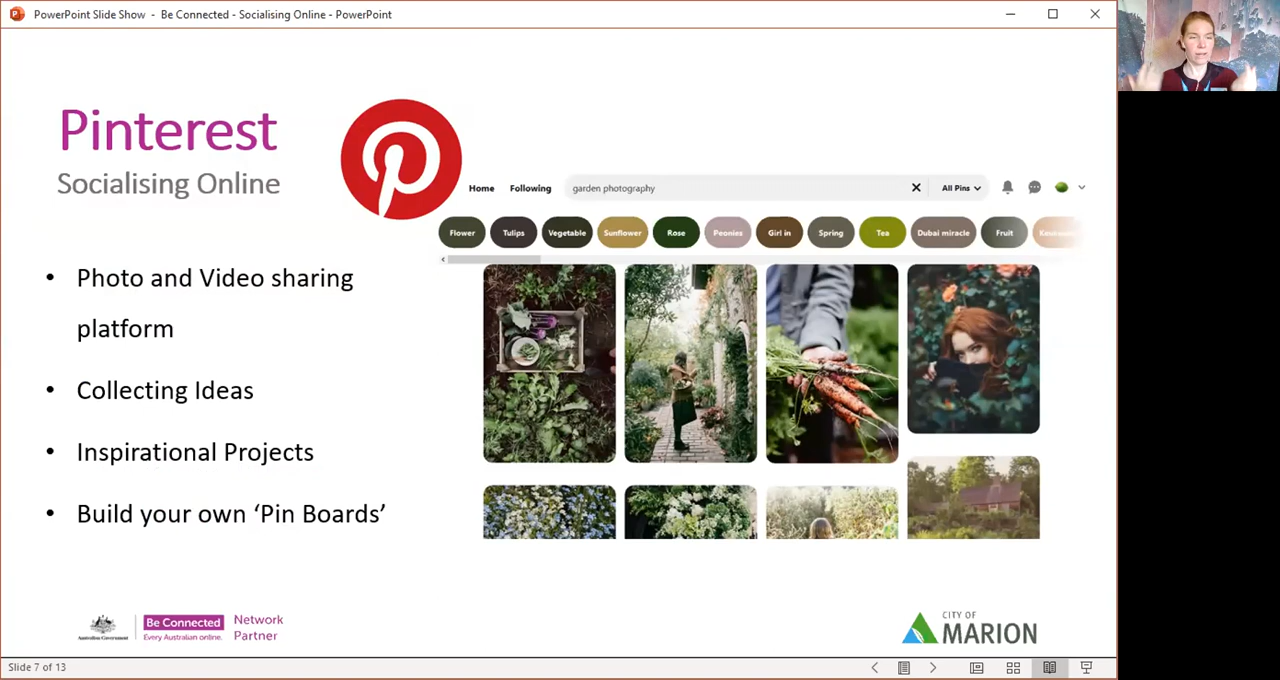 PowerPoint Slide Show - Be Connected - Socialising Online - PowerPoint
Pinterest
Socialising Online
Home Following garden photography All Pins
Flower Tulips Vegetable Sunflower Rose Peonies Girl in Spring Tea Dubai miracle Fruit
• Photo and Video sharing
platform
• Collecting Ideas
• Inspirational Projects
• Build your own ‘Pin Boards’
Australian Government
Be Connected
Every Australian online.
Network
Partner
CITY OF
MARION
Slide 7 of 13